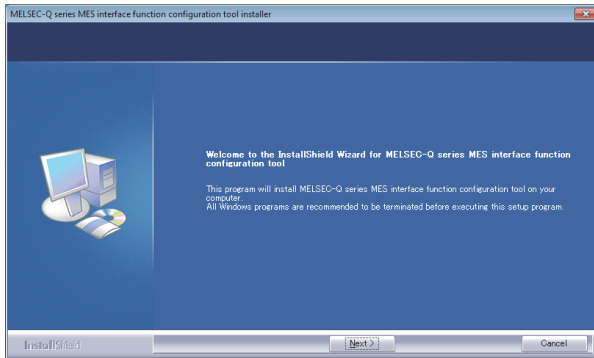 MELSEC-Q series MES interface function configuration tool installer
Welcome to the InstallShield Wizard for MELSEC-Q series MES interface function
configuration tool
This program will install MELSEC-Q series MES interface function configuration tool on your
computer.
All Windows programs are recommended to be terminated before executing this setup program.
InstallShield
Next >
Cancel